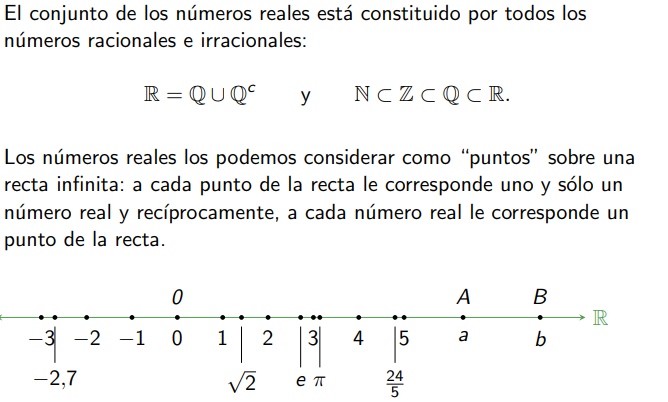 El conjunto de los números reales está constituido por todos los
números racionales e irracionales:
ℝ = ℚ ∪ ℚᶜ y ℕ ⊂ ℤ ⊂ ℚ ⊂ ℝ.
Los números reales los podemos considerar como “puntos” sobre una
recta infinita: a cada punto de la recta le corresponde uno y sólo un
número real y recíprocamente, a cada número real le corresponde un
punto de la recta.
0 A B
ℝ
−3 −2 −1 0 1 2 3 4 5 a b
−2,7 √2 e π 24/5